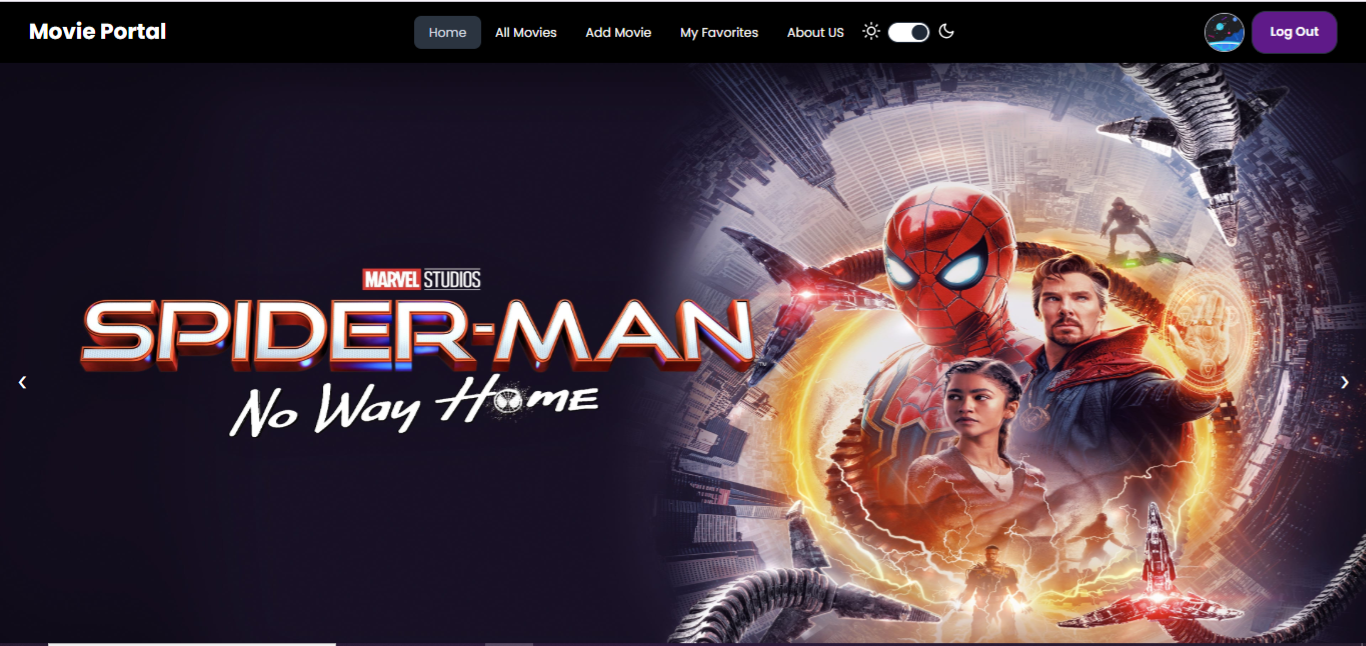 Movie Portal
Home All Movies Add Movie My Favorites About US
Log Out
MARVEL STUDIOS
SPIDER-MAN
No Way Home